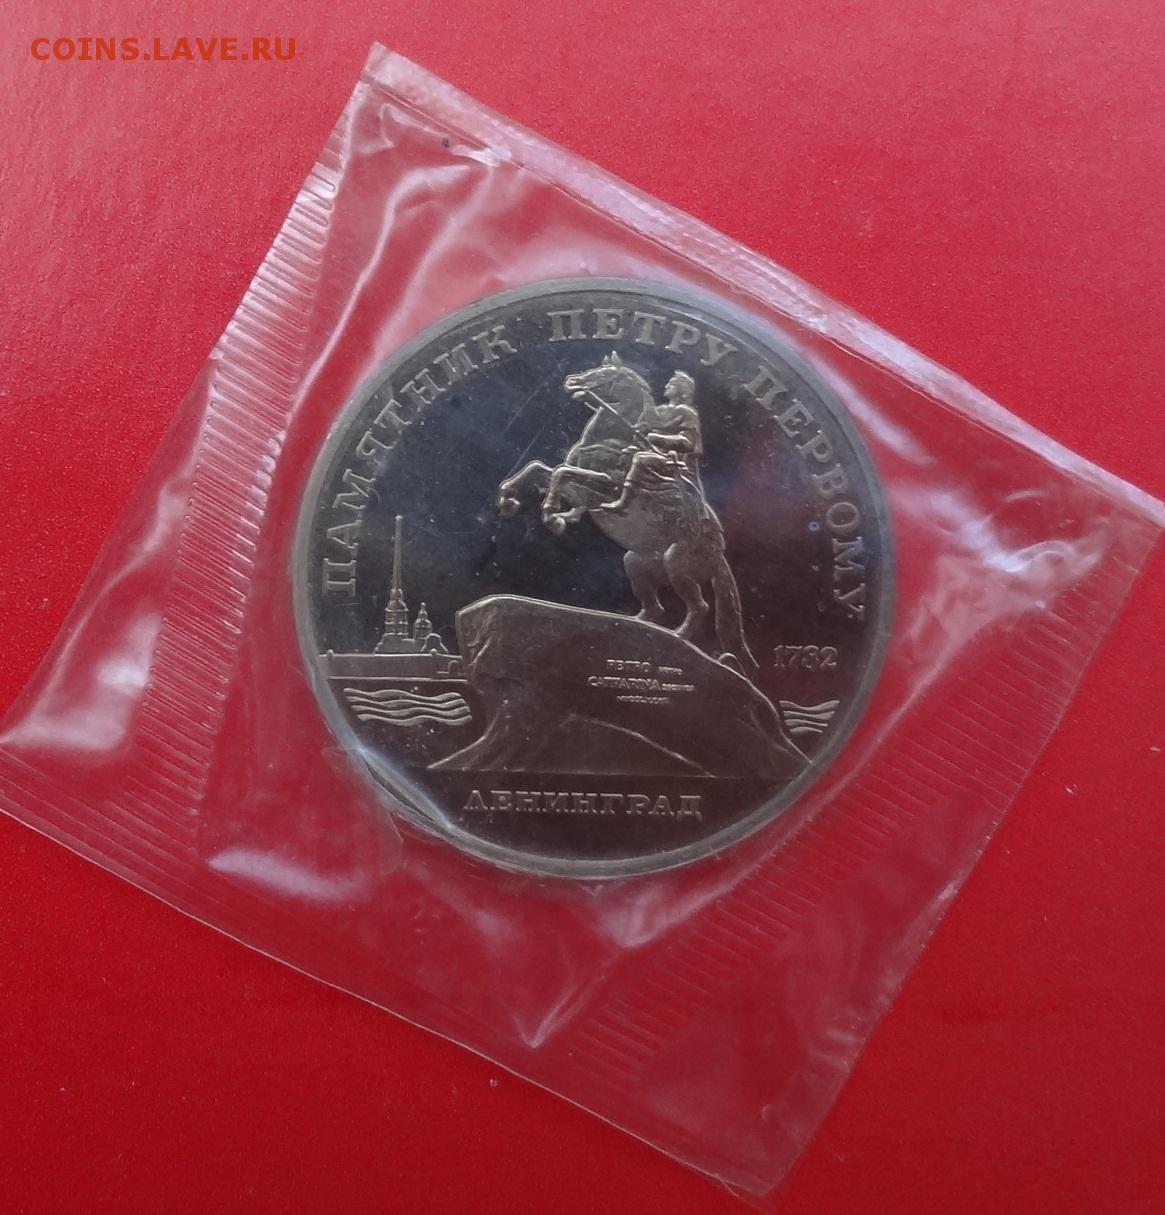 COINS.LAVE.RU
ПАМЯТНИК ПЕТРУ ПЕРВОМУ
1782
PETRO
CATHARINA
ЛЕНИНГРАД